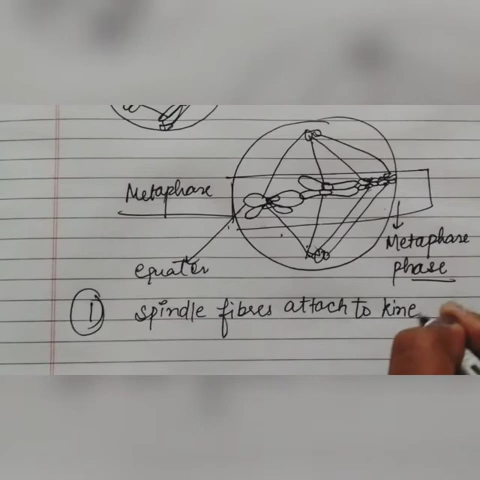 Metaphase
Metaphase
phase
equator
① spindle fibres attach to kine